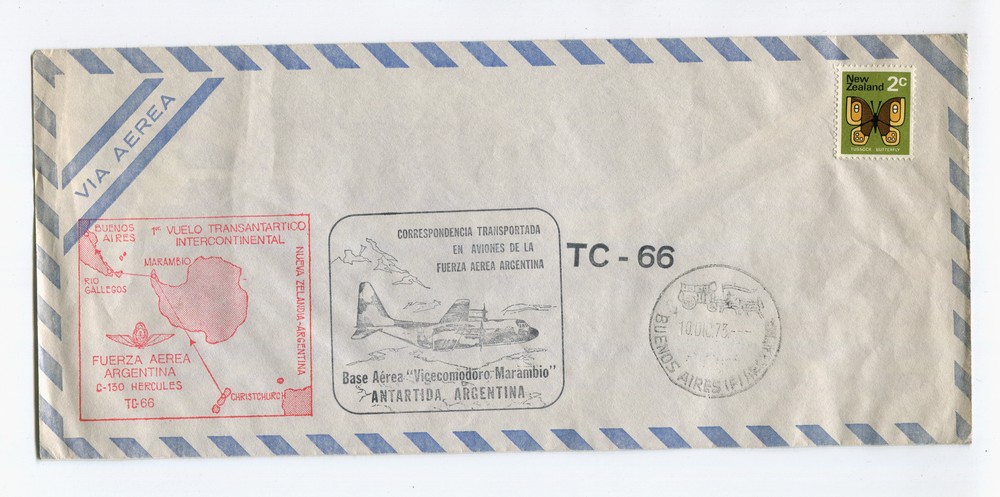 VIA AEREA
New
Zealand 2c
TUSSOCK BUTTERFLY
1er VUELO TRANSANTARTICO
INTERCONTINENTAL
NUEVA ZELANDIA-ARGENTINA
BUENOS
AIRES
MARAMBIO
RIO
GALLEGOS
FUERZA AEREA
ARGENTINA
C-130 HERCULES
TC-66
CHRISTCHURCH
CORRESPONDENCIA TRANSPORTADA
EN AVIONES DE LA
FUERZA AEREA ARGENTINA
Base Aérea "Vicecomodoro Marambio"
ANTARTIDA ARGENTINA
TC - 66
10 DIC. 73
BUENOS AIRES